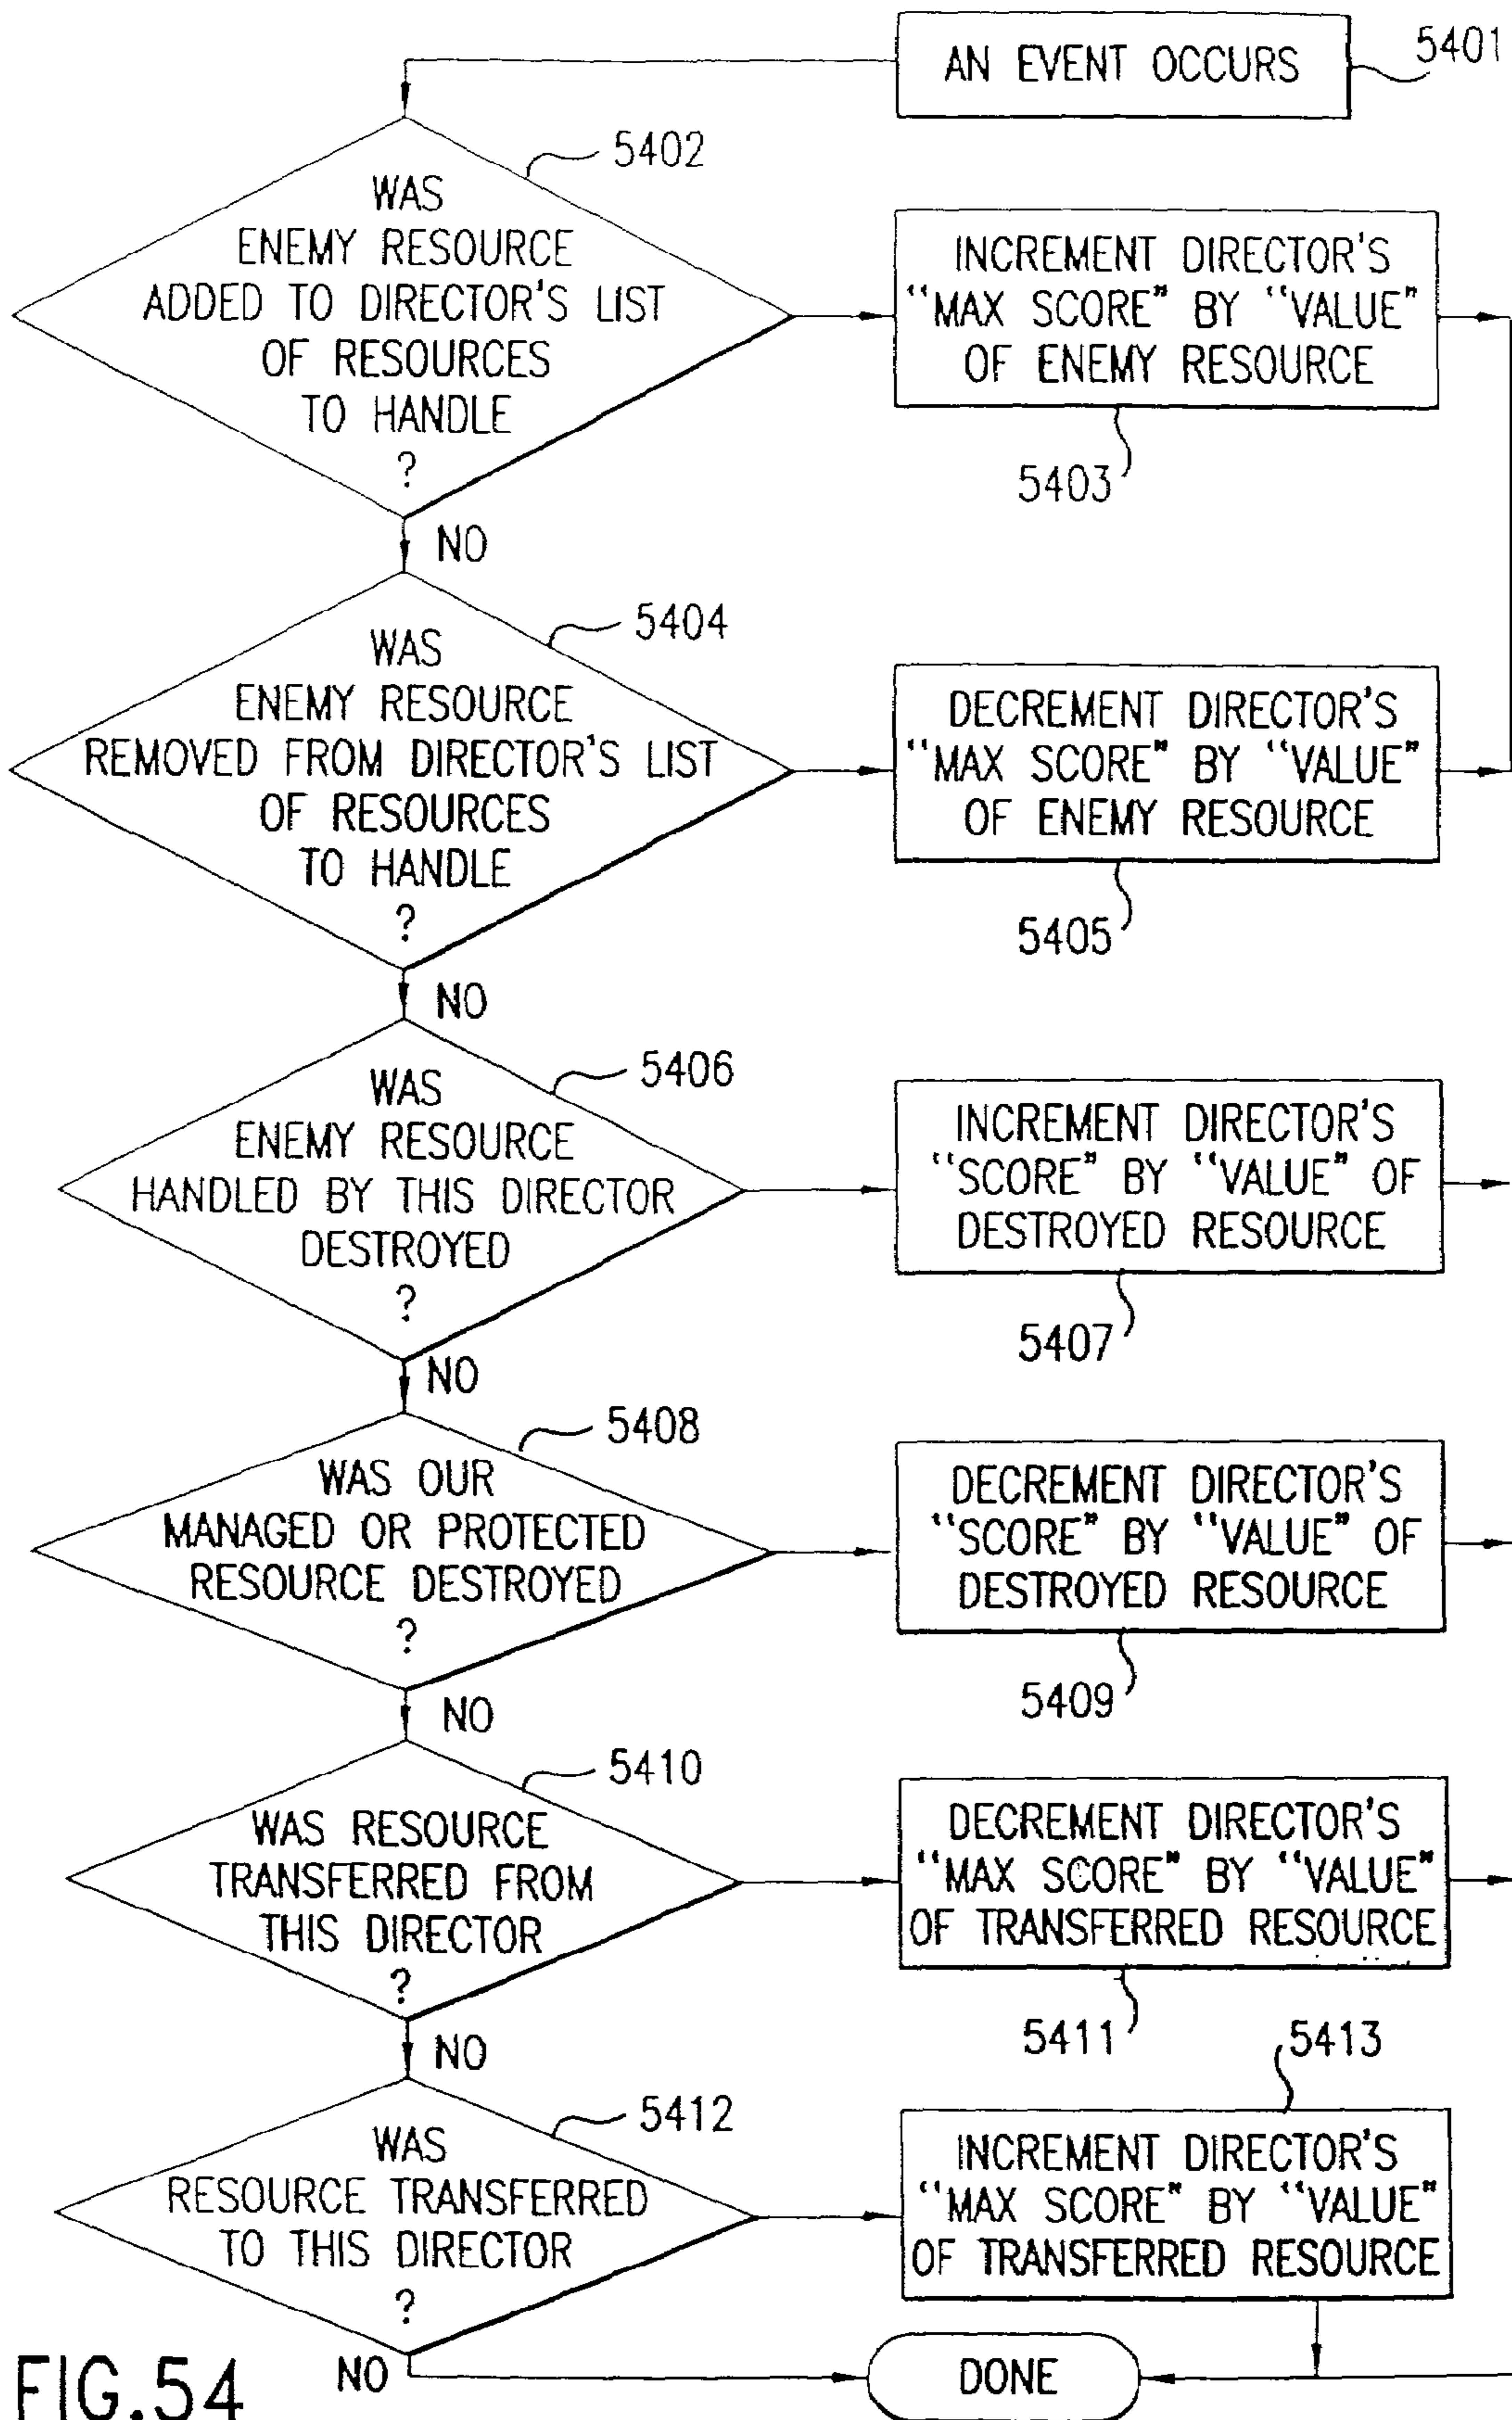 AN EVENT OCCURS
5401
5402
WAS
ENEMY RESOURCE
ADDED TO DIRECTOR'S LIST
OF RESOURCES
TO HANDLE
?
INCREMENT DIRECTOR'S
"MAX SCORE" BY "VALUE"
OF ENEMY RESOURCE
5403
NO
5404
WAS
ENEMY RESOURCE
REMOVED FROM DIRECTOR'S LIST
OF RESOURCES
TO HANDLE
?
DECREMENT DIRECTOR'S
"MAX SCORE" BY "VALUE"
OF ENEMY RESOURCE
5405
NO
5406
WAS
ENEMY RESOURCE
HANDLED BY THIS DIRECTOR
DESTROYED
?
INCREMENT DIRECTOR'S
"SCORE" BY "VALUE" OF
DESTROYED RESOURCE
5407
NO
5408
WAS OUR
MANAGED OR PROTECTED
RESOURCE DESTROYED
?
DECREMENT DIRECTOR'S
"SCORE" BY "VALUE" OF
DESTROYED RESOURCE
5409
NO
5410
WAS RESOURCE
TRANSFERRED FROM
THIS DIRECTOR
?
DECREMENT DIRECTOR'S
"MAX SCORE" BY "VALUE"
OF TRANSFERRED RESOURCE
5411
NO
5412
WAS
RESOURCE TRANSFERRED
TO THIS DIRECTOR
?
5413
INCREMENT DIRECTOR'S
"MAX SCORE" BY "VALUE"
OF TRANSFERRED RESOURCE
NO
DONE
FIG.54